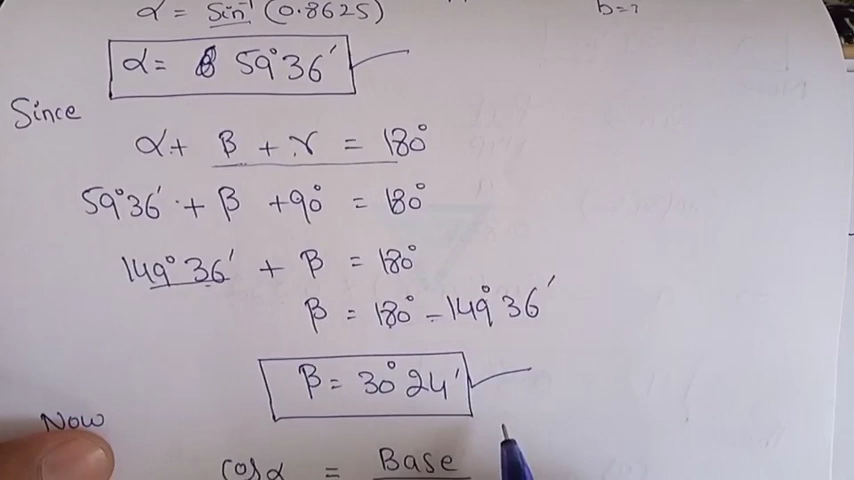 α = sin⁻¹ (0.8625)
b=?
α = 59°36′
Since
α + β + γ = 180°
59°36′ + β + 90° = 180°
149°36′ + β = 180°
β = 180° - 149°36′
β = 30°24′
Now
cosα = Base